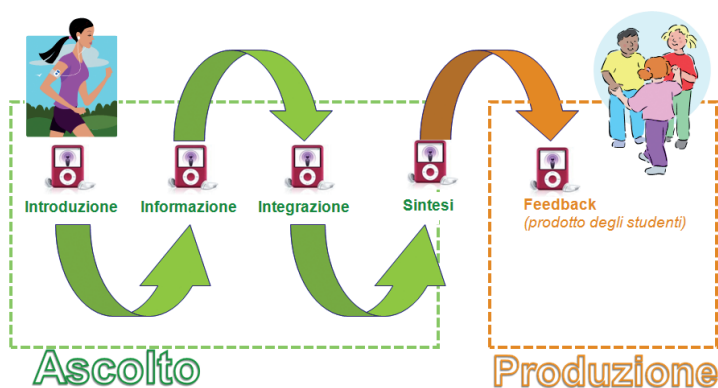 Introduzione
Informazione
Integrazione
Sintesi
Feedback
(prodotto degli studenti)
Ascolto
Produzione